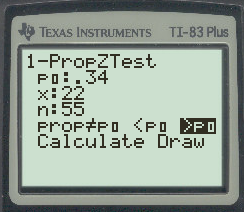 TEXAS INSTRUMENTS TI-83 Plus
1-PropZTest
p0:.34
x:22
n:55
prop≠p0 <p0 >p0
Calculate Draw